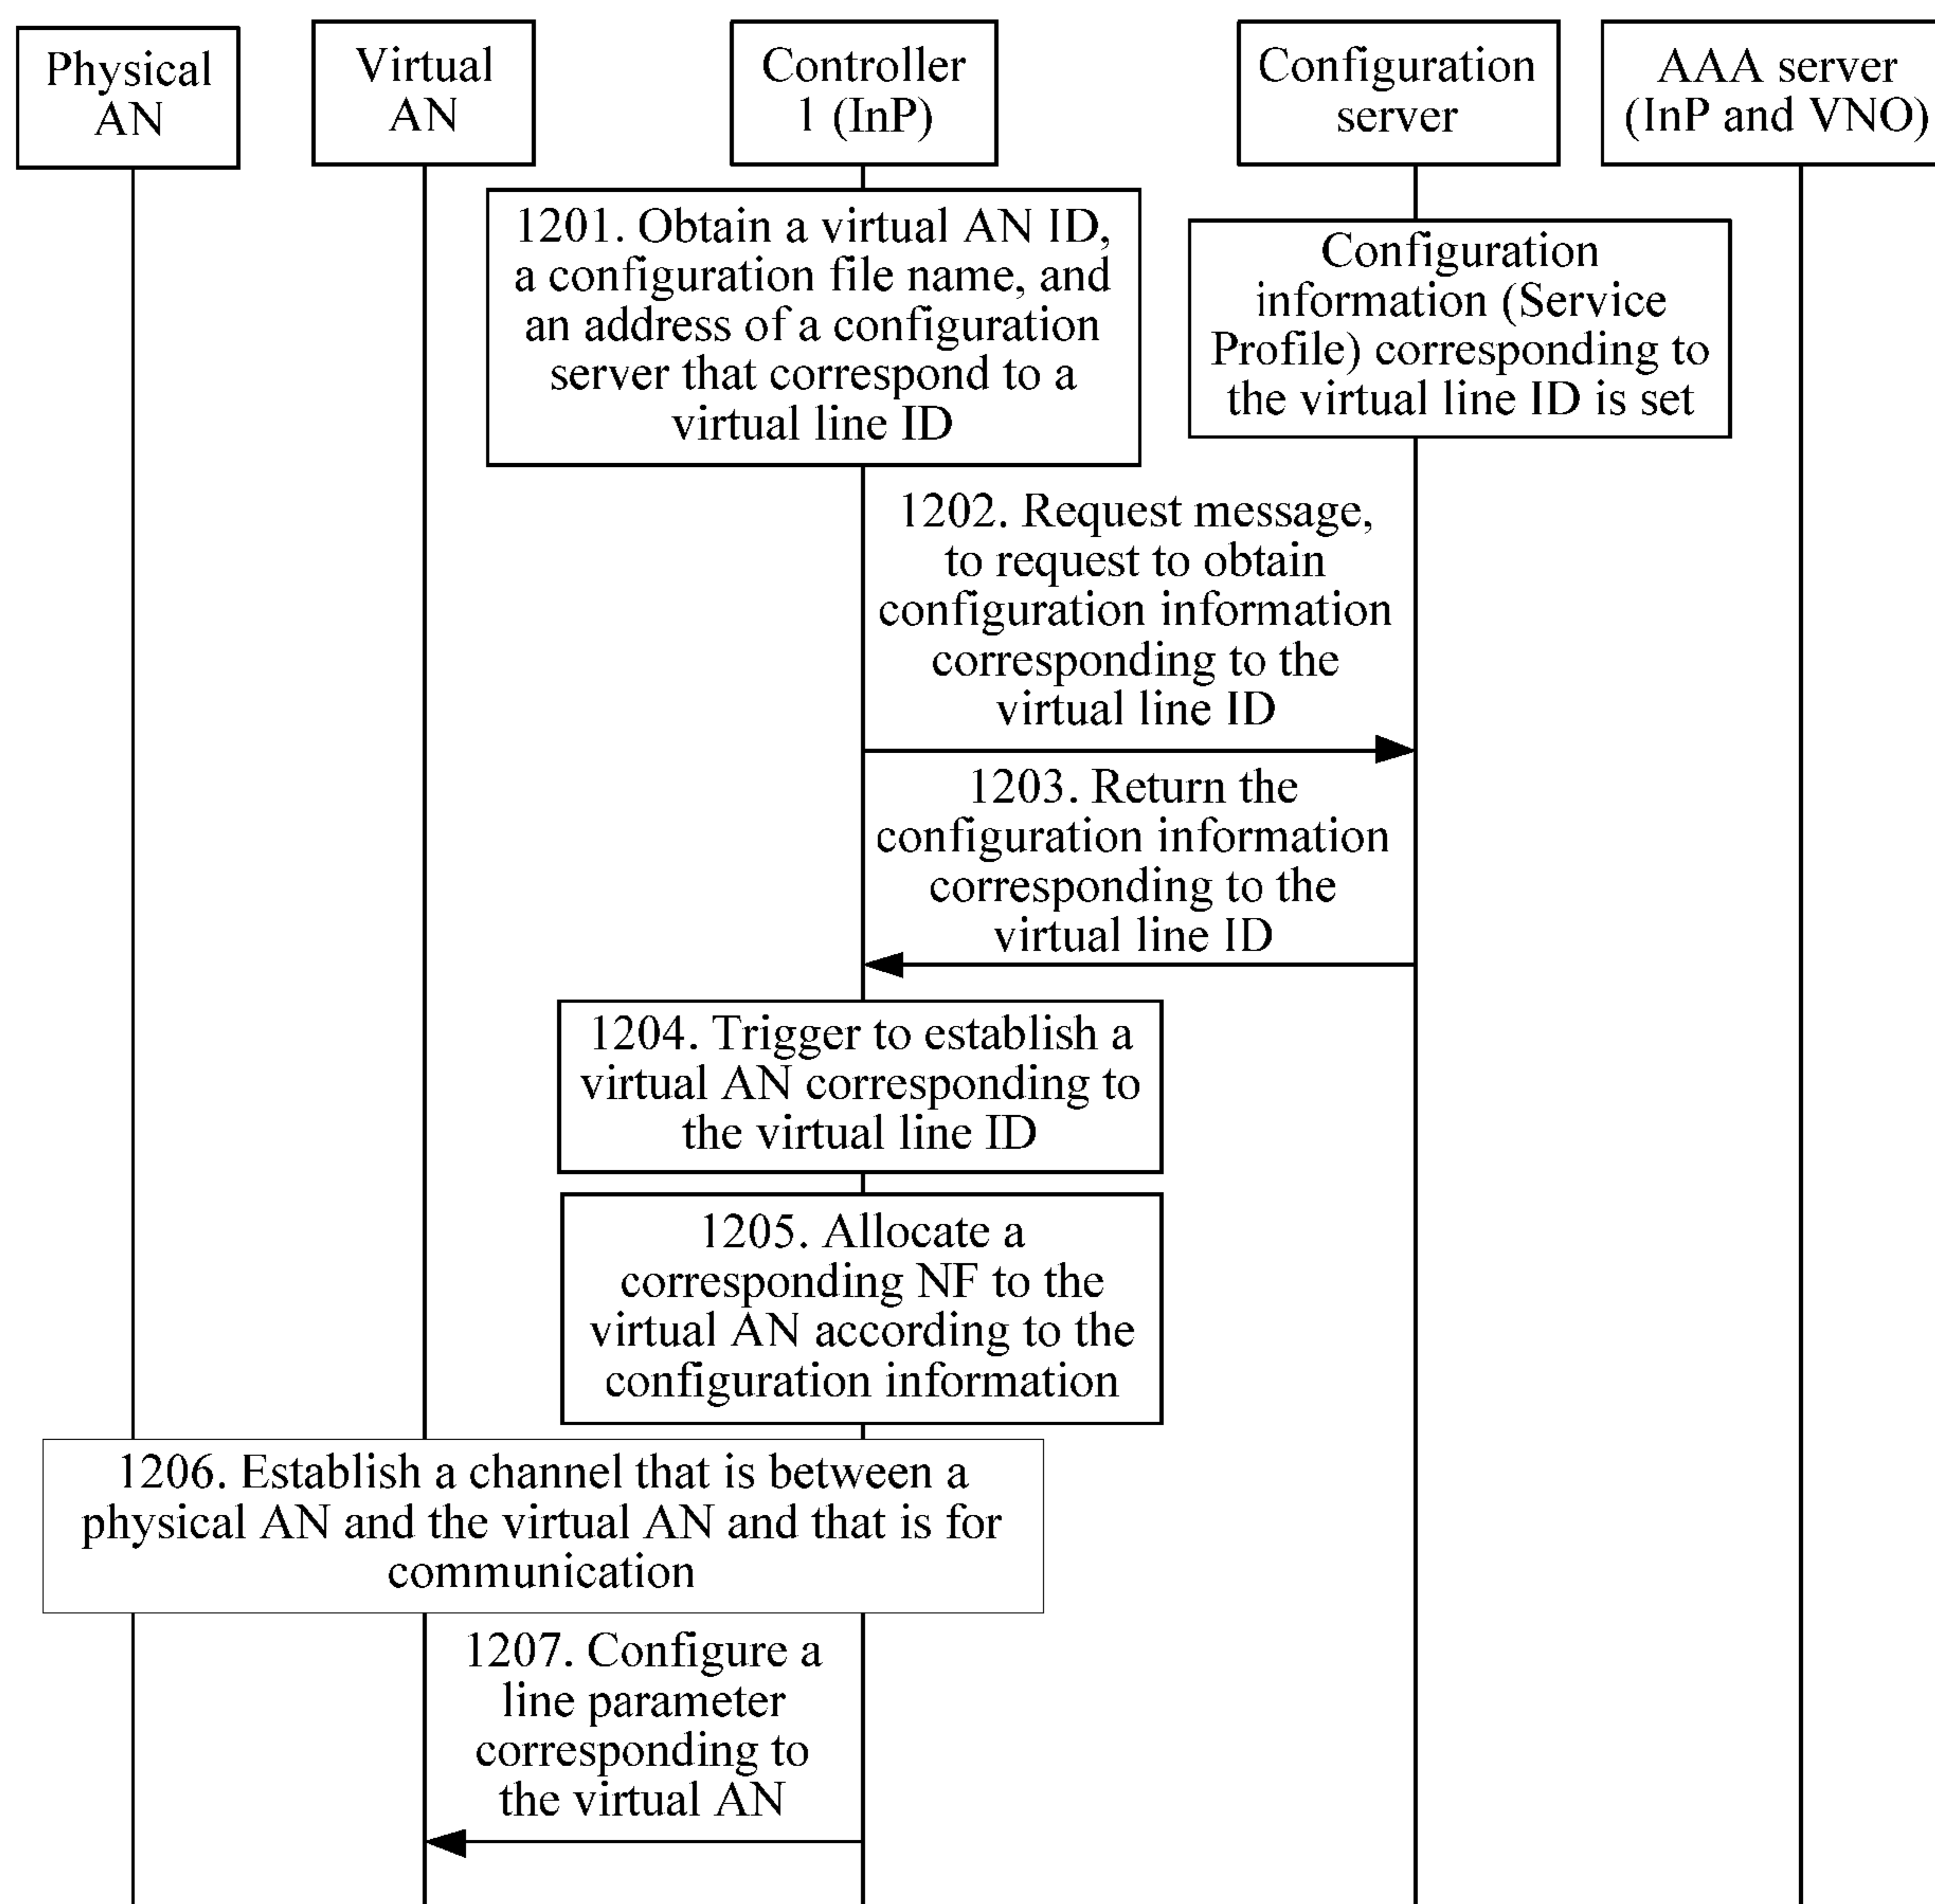 Physical
AN
Virtual
AN
Controller
1 (InP)
Configuration
server
AAA server
(InP and VNO)
1201. Obtain a virtual AN ID,
a configuration file name, and
an address of a configuration
server that correspond to a
virtual line ID
Configuration
information (Service
Profile) corresponding to
the virtual line ID is set
1202. Request message,
to request to obtain
configuration information
corresponding to the
virtual line ID
1203. Return the
configuration information
corresponding to the
virtual line ID
1204. Trigger to establish a
virtual AN corresponding to
the virtual line ID
1205. Allocate a
corresponding NF to the
virtual AN according to the
configuration information
1206. Establish a channel that is between a
physical AN and the virtual AN and that is for
communication
1207. Configure a
line parameter
corresponding to
the virtual AN